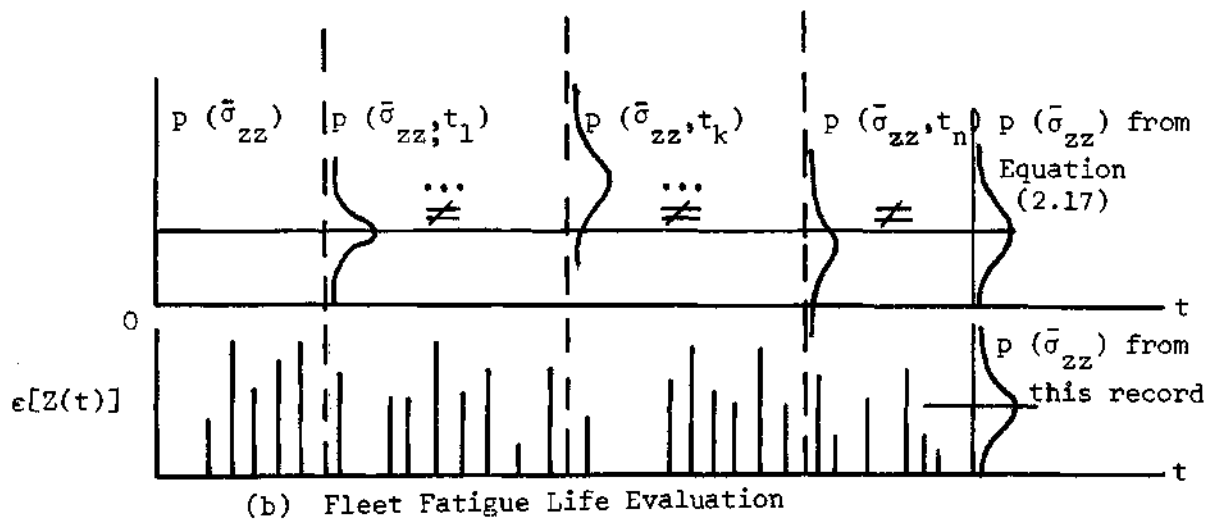 p (σ̄zz) p (σ̄zz,t1) p (σ̄zz,tk) p (σ̄zz,tn) p (σ̄zz) from
Equation
(2.17)
... ...
≠ ≠ ≠
t
0
p (σ̄zz) from
this record
ε[Z(t)]
t
(b) Fleet Fatigue Life Evaluation